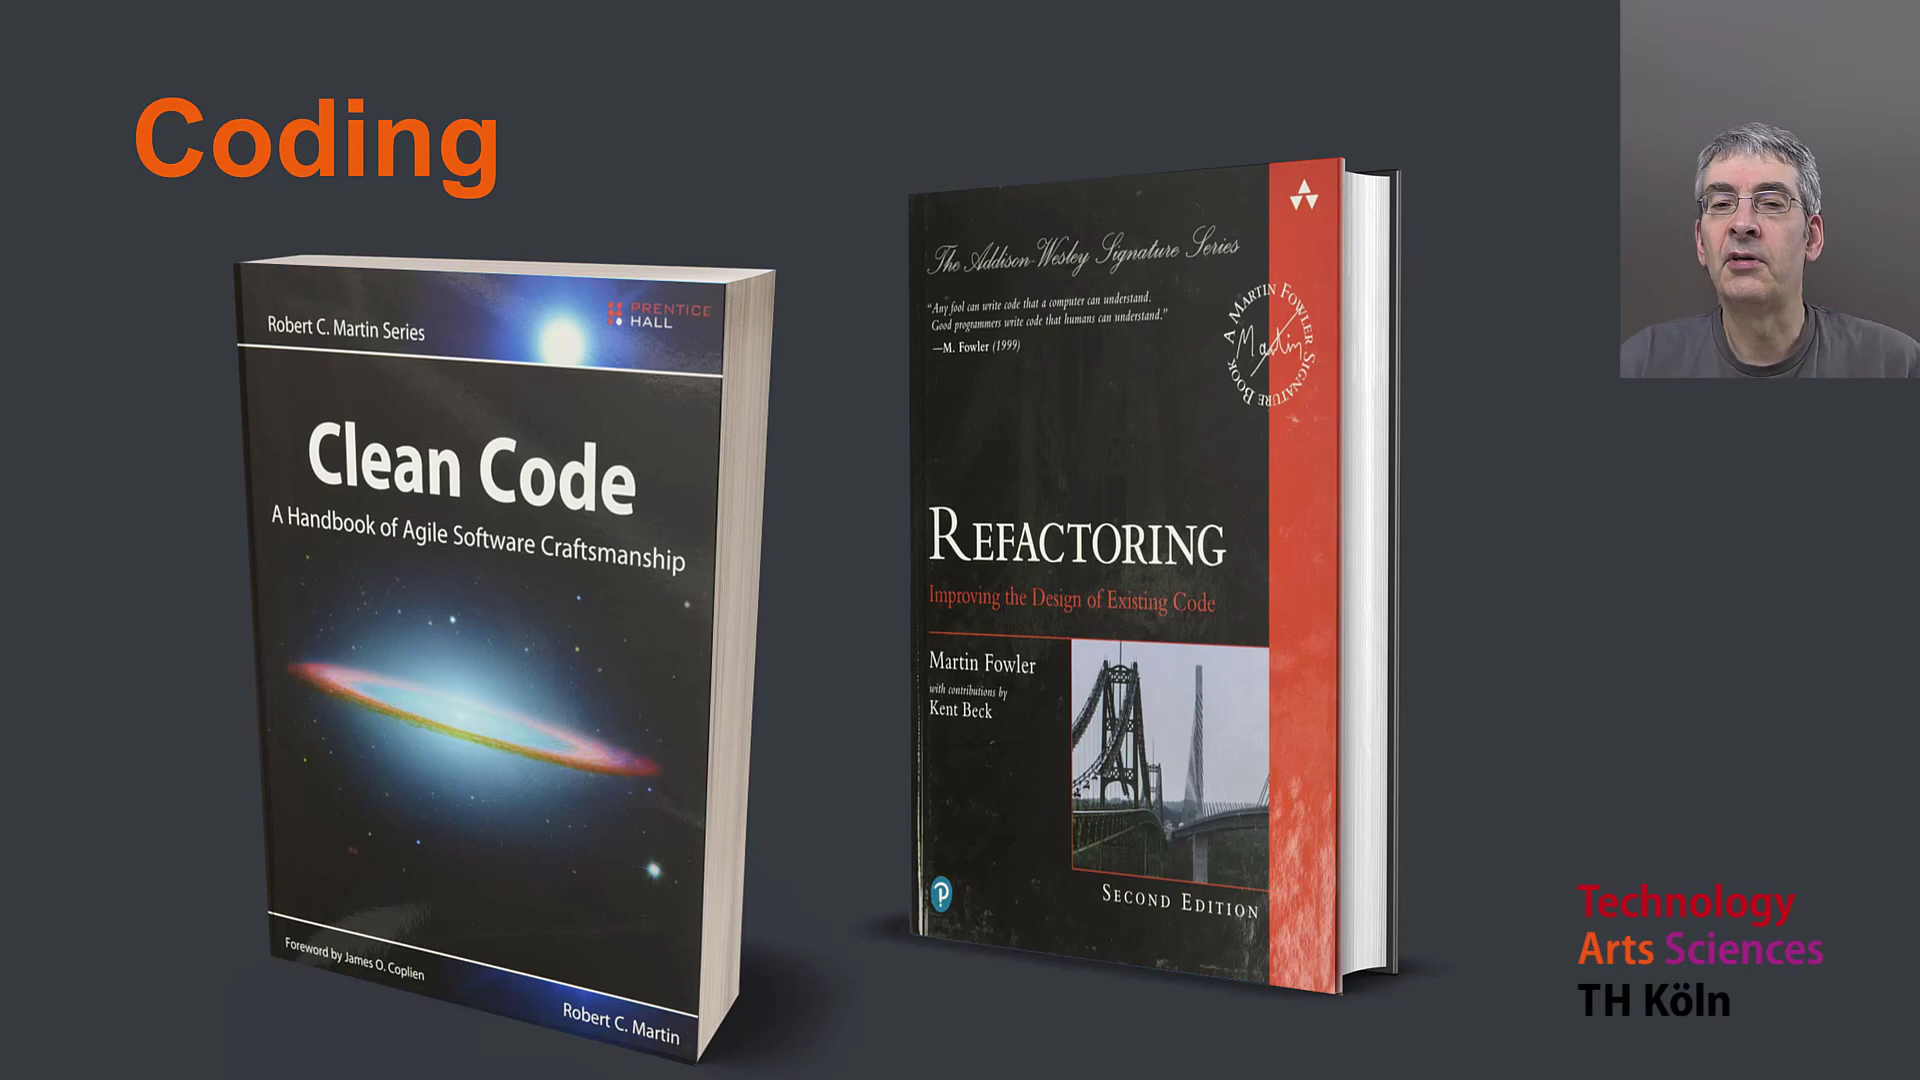 Coding
Robert C. Martin Series
PRENTICE
HALL
Clean Code
A Handbook of Agile Software Craftsmanship
Foreword by James O. Coplien
Robert C. Martin
The Addison-Wesley Signature Series
“Any fool can write code that a computer can understand.
Good programmers write code that humans can understand.”
—M. Fowler (1999)
A MARTIN FOWLER SIGNATURE BOOK
Martin
REFACTORING
Improving the Design of Existing Code
Martin Fowler
with contributions by
Kent Beck
SECOND EDITION
P
Technology
Arts Sciences
TH Köln